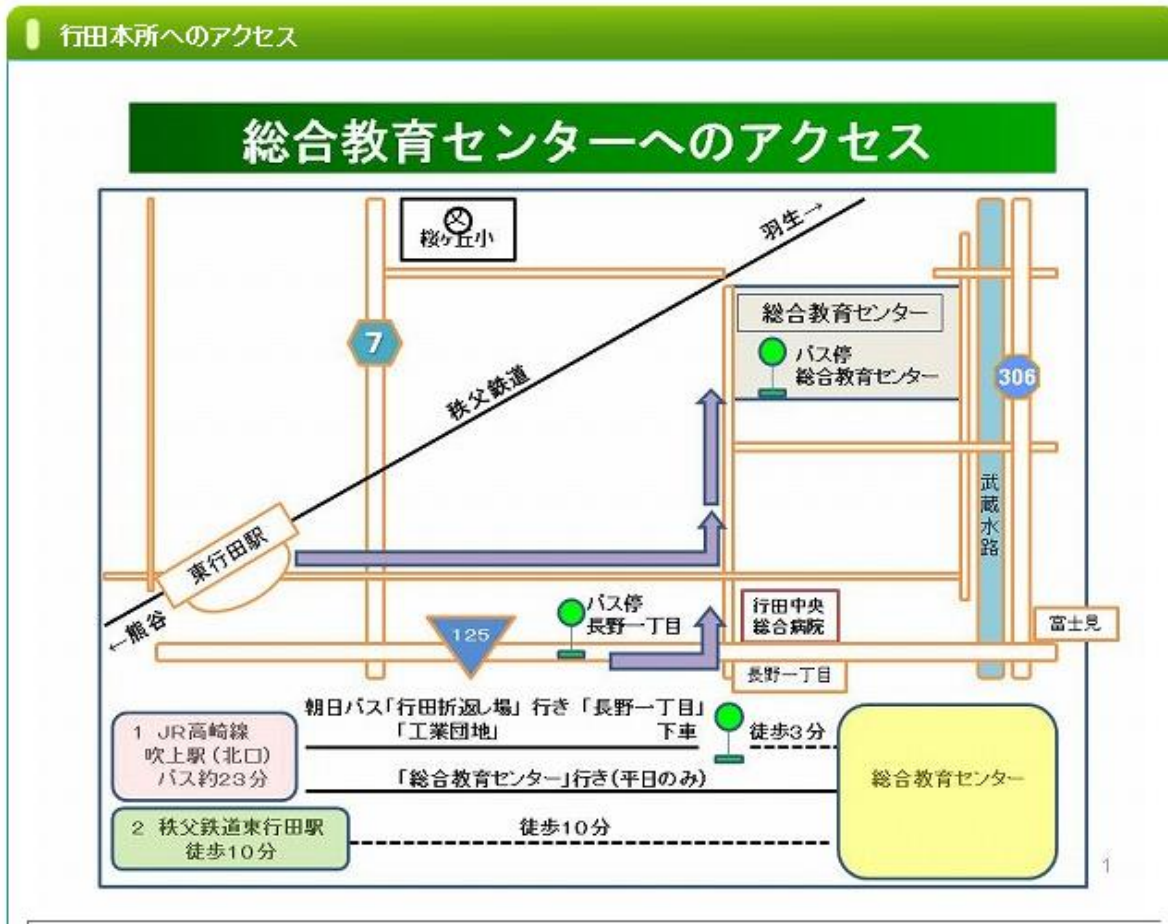 行田本所へのアクセス
総合教育センターへのアクセス
文
桜ヶ丘小
羽生→
総合教育センター
バス停
総合教育センター
7
306
秩父鉄道
武蔵水路
東行田駅
←熊谷
バス停
長野一丁目
行田中央
総合病院
富士見
125
長野一丁目
朝日バス「行田折返し場」行き「長野一丁目」
「工業団地」 下車
徒歩3分
1 JR高崎線
吹上駅(北口)
バス約23分
「総合教育センター」行き(平日のみ)
総合教育センター
2 秩父鉄道東行田駅
徒歩10分
徒歩10分
1